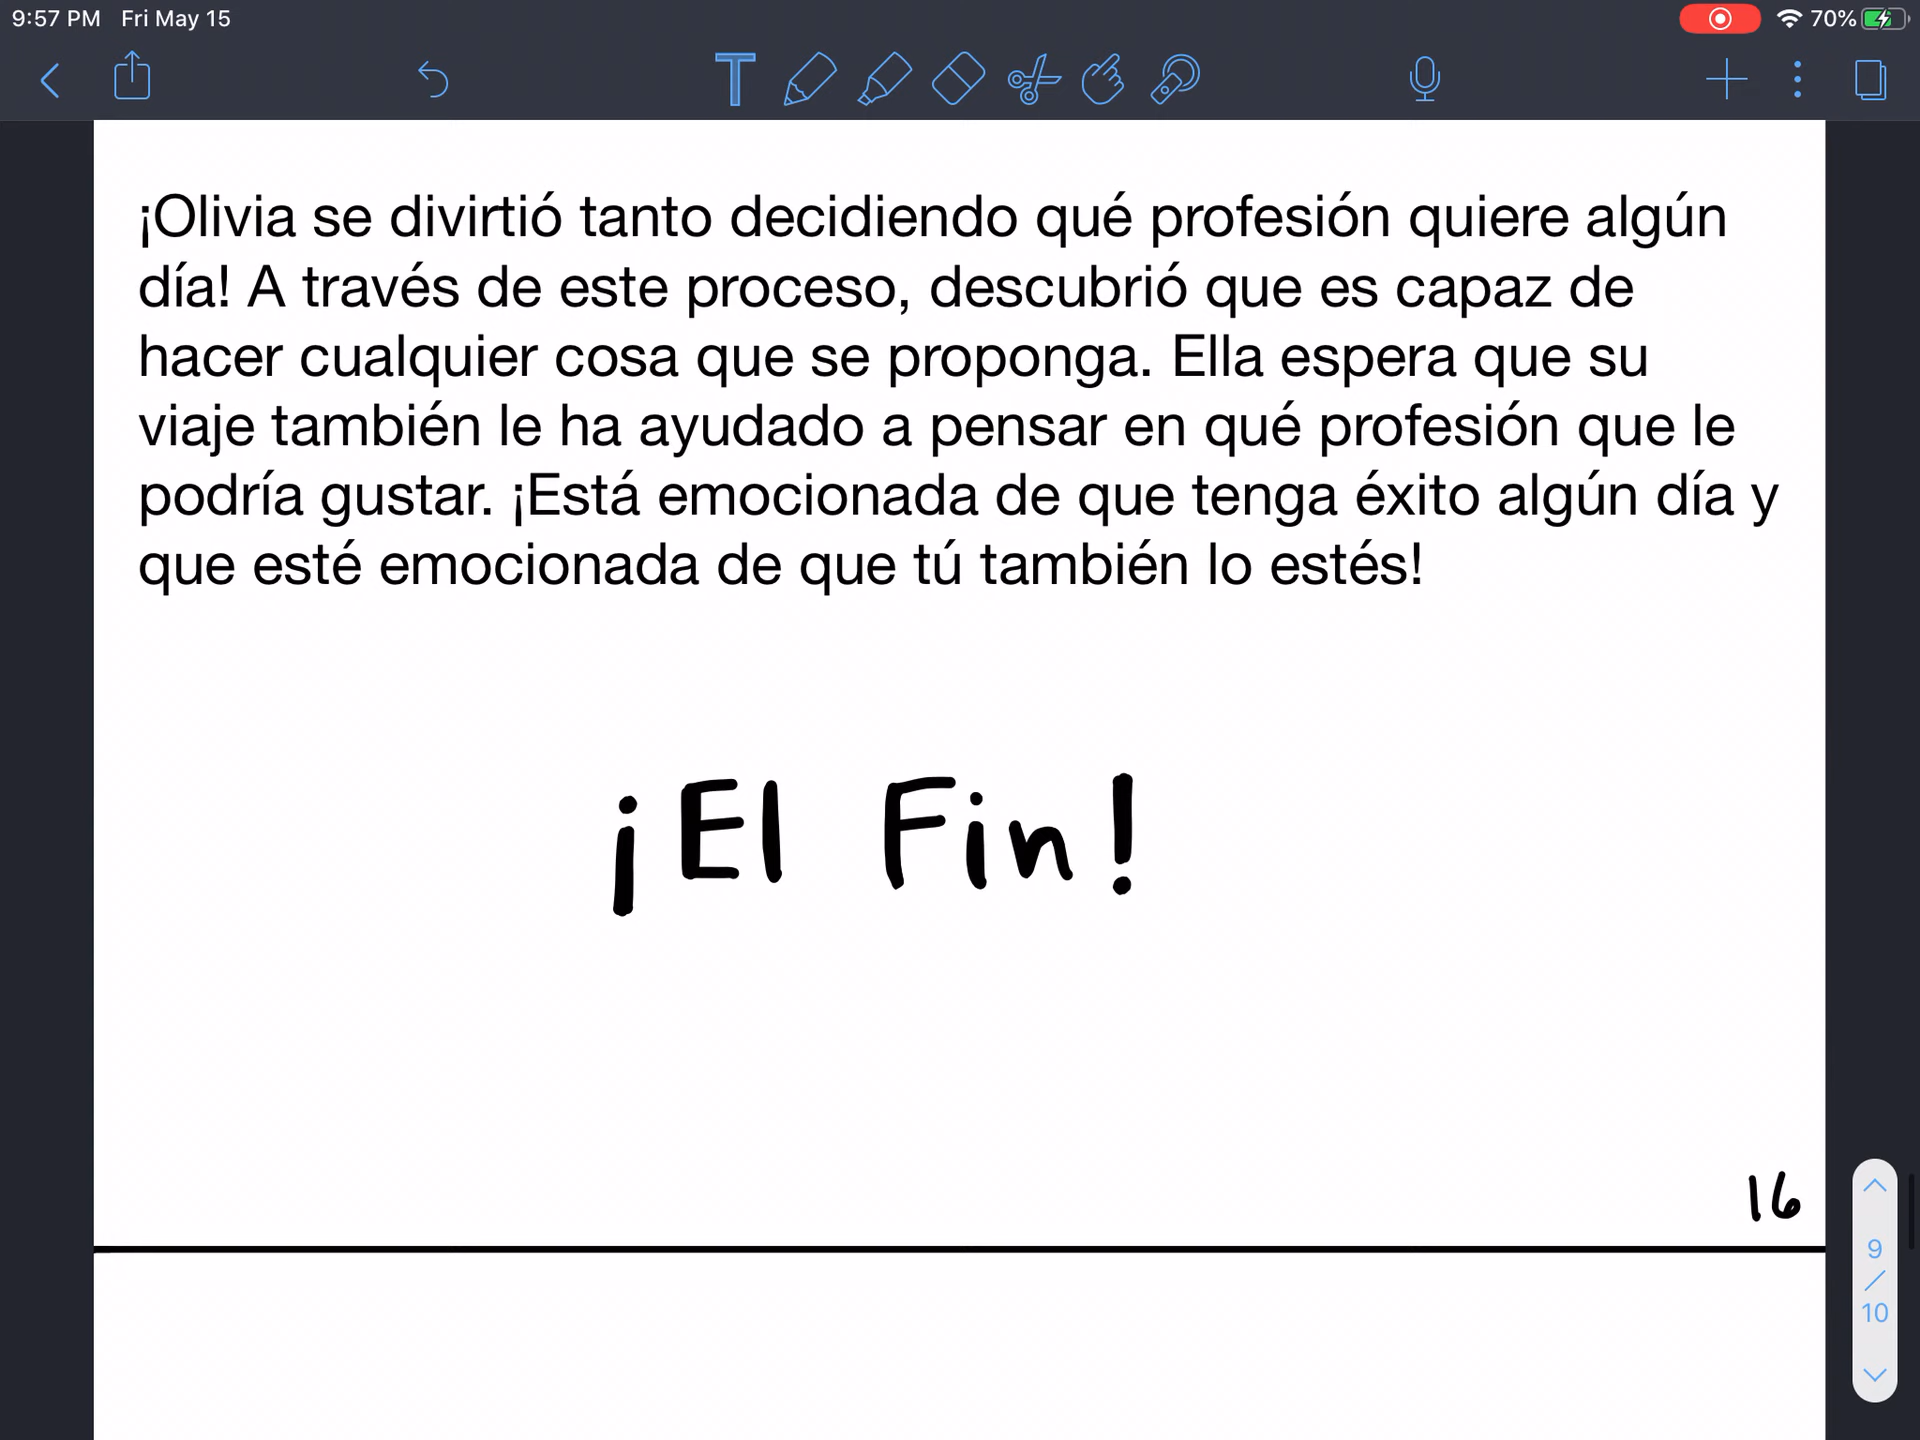 9:57 PM Fri May 15
70%
¡Olivia se divirtió tanto decidiendo qué profesión quiere algún
día! A través de este proceso, descubrió que es capaz de
hacer cualquier cosa que se proponga. Ella espera que su
viaje también le ha ayudado a pensar en qué profesión que le
podría gustar. ¡Está emocionada de que tenga éxito algún día y
que esté emocionada de que tú también lo estés!
¡El Fin!
16
9
/
10